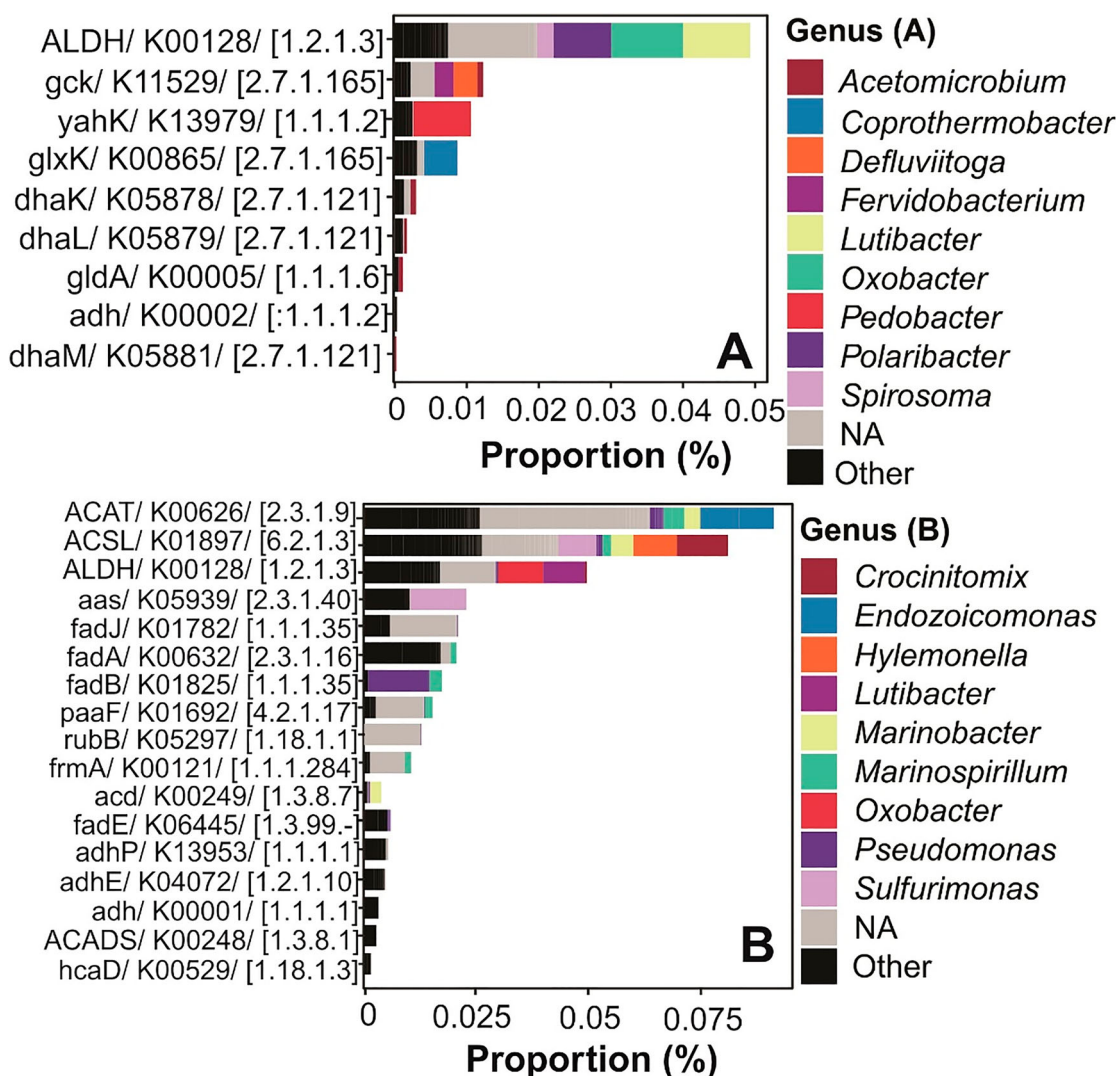 ALDH/ K00128/ [1.2.1.3]
gck/ K11529/ [2.7.1.165]
yahK/ K13979/ [1.1.1.2]
glxK/ K00865/ [2.7.1.165]
dhaK/ K05878/ [2.7.1.121]
dhaL/ K05879/ [2.7.1.121]
gldA/ K00005/ [1.1.1.6]
adh/ K00002/ [:1.1.1.2]
dhaM/ K05881/ [2.7.1.121]
A
0 0.01 0.02 0.03 0.04 0.05
Proportion (%)
Genus (A)
Acetomicrobium
Coprothermobacter
Defluviitoga
Fervidobacterium
Lutibacter
Oxobacter
Pedobacter
Polaribacter
Spirosoma
NA
Other
ACAT/ K00626/ [2.3.1.9]
ACSL/ K01897/ [6.2.1.3]
ALDH/ K00128/ [1.2.1.3]
aas/ K05939/ [2.3.1.40]
fadJ/ K01782/ [1.1.1.35]
fadA/ K00632/ [2.3.1.16]
fadB/ K01825/ [1.1.1.35]
paaF/ K01692/ [4.2.1.17]
rubB/ K05297/ [1.18.1.1]
frmA/ K00121/ [1.1.1.284]
acd/ K00249/ [1.3.8.7]
fadE/ K06445/ [1.3.99.-]
adhP/ K13953/ [1.1.1.1]
adhE/ K04072/ [1.2.1.10]
adh/ K00001/ [1.1.1.1]
ACADS/ K00248/ [1.3.8.1]
hcaD/ K00529/ [1.18.1.3]
B
0 0.025 0.05 0.075
Proportion (%)
Genus (B)
Crocinitomix
Endozoicomonas
Hylemonella
Lutibacter
Marinobacter
Marinospirillum
Oxobacter
Pseudomonas
Sulfurimonas
NA
Other